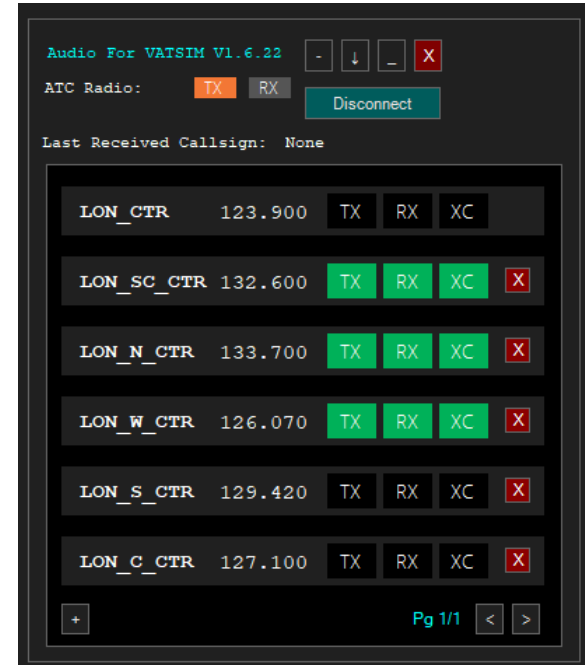 Audio For VATSIM V1.6.22 - ↓ _ X
ATC Radio: TX RX Disconnect
Last Received Callsign: None
LON_CTR 123.900 TX RX XC
LON_SC_CTR 132.600 TX RX XC X
LON_N_CTR 133.700 TX RX XC X
LON_W_CTR 126.070 TX RX XC X
LON_S_CTR 129.420 TX RX XC X
LON_C_CTR 127.100 TX RX XC X
+ Pg 1/1 < >